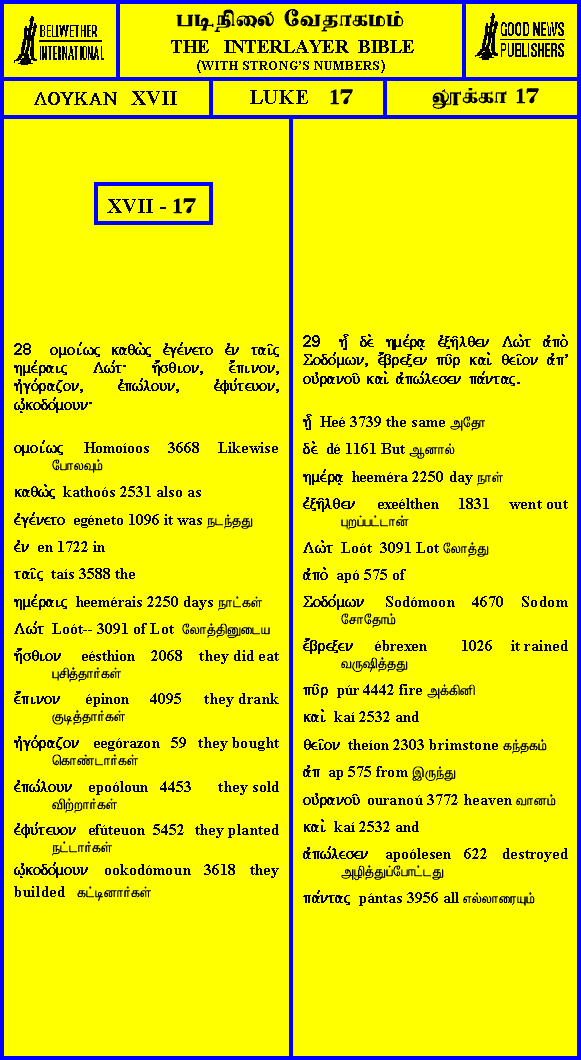 BELLWETHER
INTERNATIONAL
படிநிலை வேதாகமம்
THE INTERLAYER BIBLE
(WITH STRONG'S NUMBERS)
GOOD NEWS
PUBLISHERS
ΛΟΥΚΑΝ XVII
LUKE 17
லூக்கா 17
XVII - 17
28 ομοίως καθὼς ἐγένετο ἐν ταῖς
ημέραις Λώτ· ἤσθιον, ἔπινον,
ἠγόραζον, ἐπώλουν, ἐφύτευον,
ᾠκοδόμουν·
ομοίως Homoíoos 3668 Likewise
போலவும்
καθὼς kathoós 2531 also as
ἐγένετο egéneto 1096 it was நடந்தது
ἐν en 1722 in
ταῖς taís 3588 the
ημέραις heemérais 2250 days நாட்கள்
Λώτ Loót-- 3091 of Lot லோத்தினுடைய
ἤσθιον eésthion 2068 they did eat
புசித்தார்கள்
ἔπινον épinon 4095 they drank
குடித்தார்கள்
ἠγόραζον eegórazon 59 they bought
கொண்டார்கள்
ἐπώλουν epoóloun 4453 they sold
விற்றார்கள்
ἐφύτευον efúteuon 5452 they planted
நட்டார்கள்
ᾠκοδόμουν ookodómoun 3618 they
builded கட்டினார்கள்
29 ᾗ δὲ ημέρᾳ ἐξῆλθεν Λὼτ ἀπὸ
Σοδόμων, ἔβρεξεν πῦρ καὶ θεῖον ἀπ’
οὐρανοῦ καὶ ἀπώλεσεν πάντας.
ᾗ Heé 3739 the same அதோ
δὲ dé 1161 But ஆனால்
ημέρᾳ heeméra 2250 day நாள்
ἐξῆλθεν exeélthen 1831 went out
புறப்பட்டான்
Λὼτ Loót 3091 Lot லோத்து
ἀπὸ apó 575 of
Σοδόμων Sodómoon 4670 Sodom
சோதோம்
ἔβρεξεν ébrexen 1026 it rained
வருஷித்தது
πῦρ púr 4442 fire அக்கினி
καὶ kaí 2532 and
θεῖον theíon 2303 brimstone கந்தகம்
ἀπ ap 575 from இருந்து
οὐρανοῦ ouranoú 3772 heaven வானம்
καὶ kaí 2532 and
ἀπώλεσεν apoólesen 622 destroyed
அழித்துப்போட்டது
πάντας pántas 3956 all எல்லாரையும்